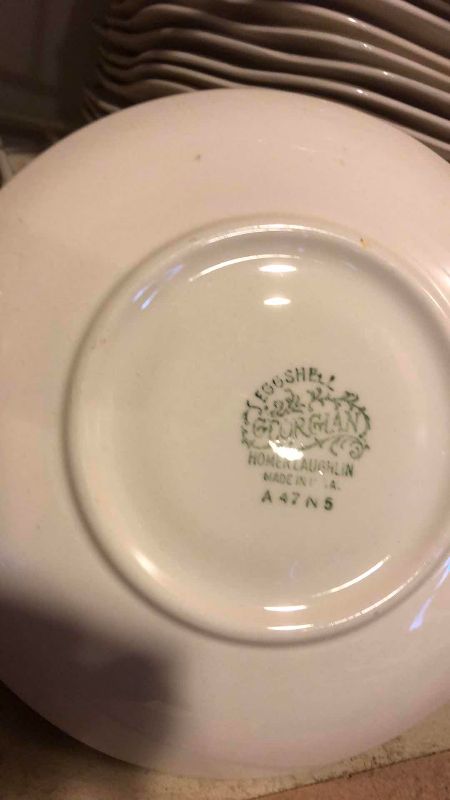 EGGSHELL
GEORGIAN
HOMER LAUGHLIN
MADE IN U.S.A.
A 47 N 5